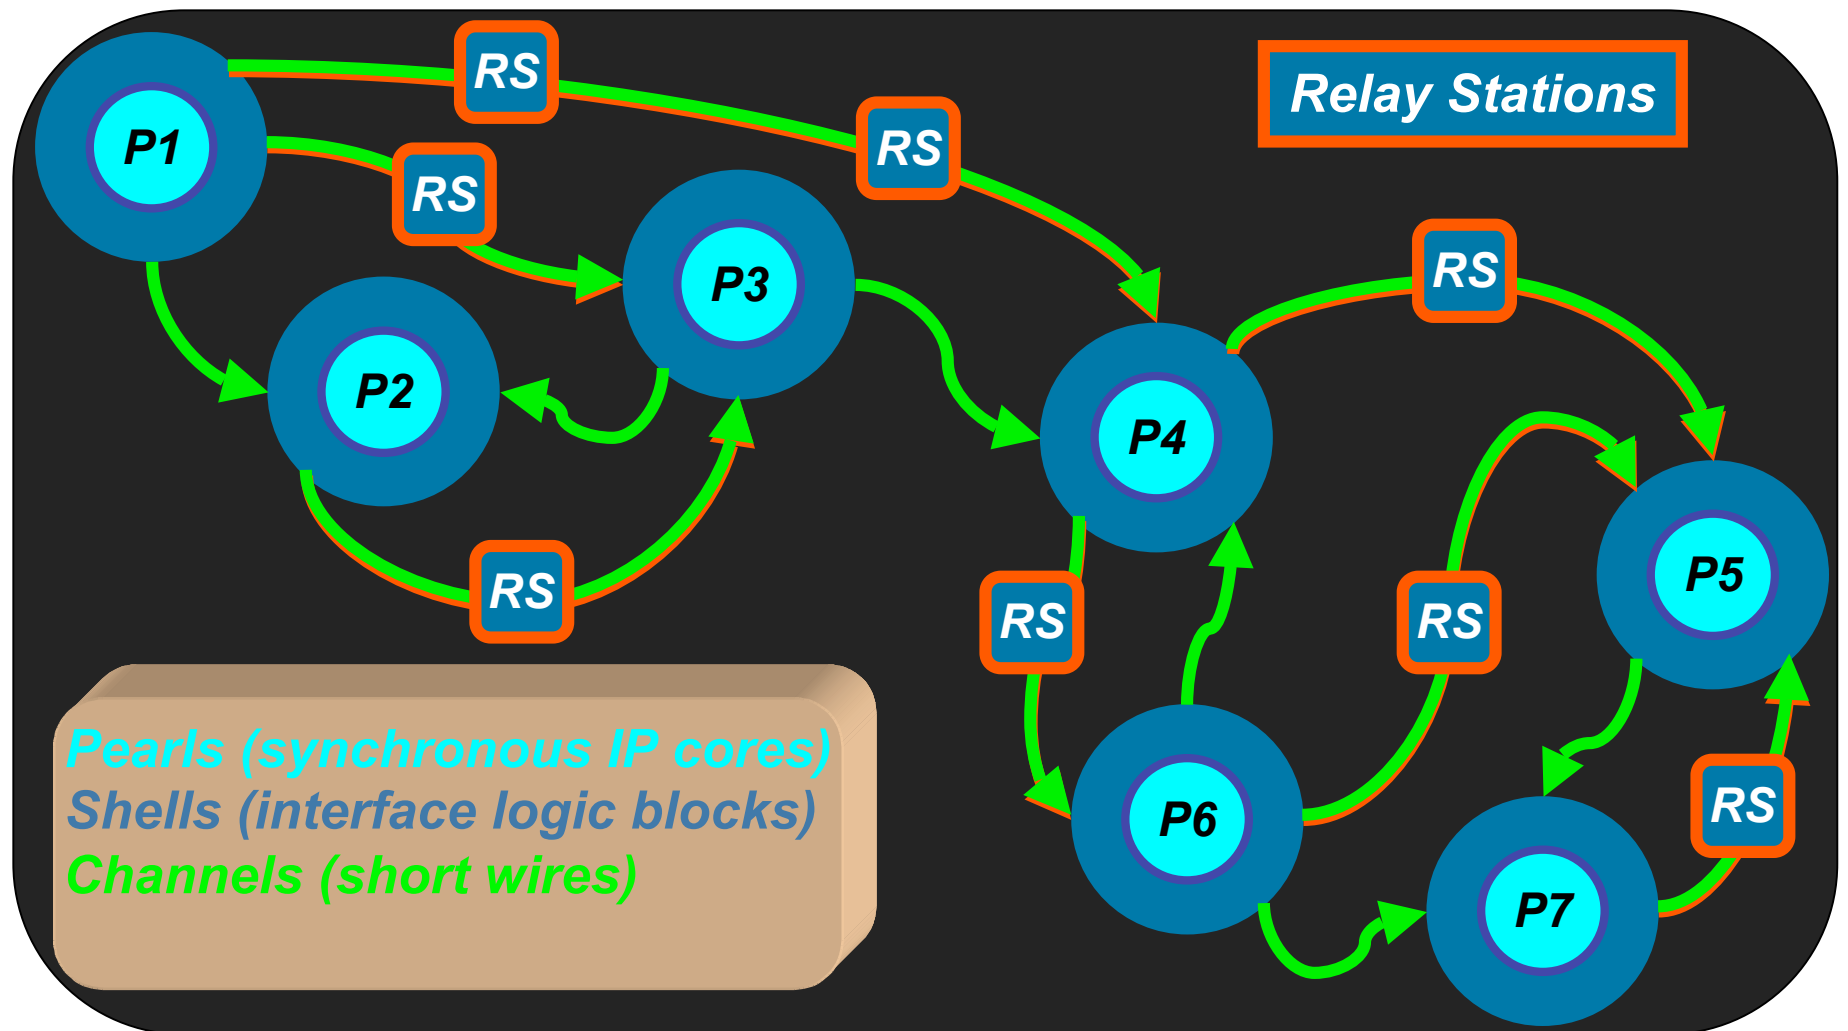 RS
Relay Stations
P1
RS
RS
P3
RS
P2
P4
RS
P5
RS
RS
Pearls (synchronous IP cores)
Shells (interface logic blocks)
Channels (short wires)
P6
RS
P7